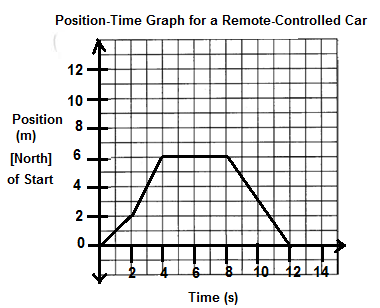 Position-Time Graph for a Remote-Controlled Car
12
10
Position
(m)
8
[North]
6
of Start
4
2
0
2 4 6 8 10 12 14
Time (s)